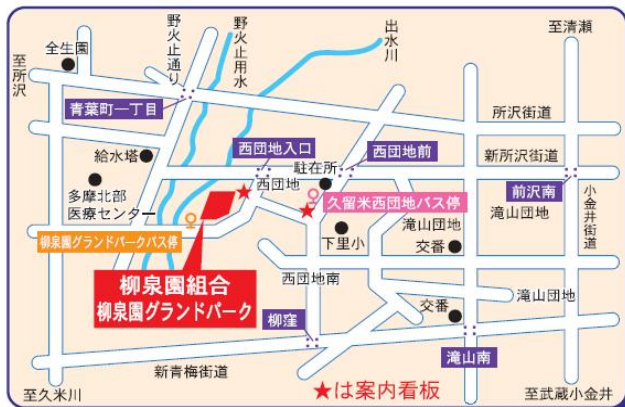 至所沢
全生園
野火止通り
野火止用水
出水川
至清瀬
青葉町一丁目
所沢街道
西団地入口
西団地前
新所沢街道
給水塔
駐在所
西団地
前沢南
多摩北部
医療センター
久留米西団地バス停
滝山団地
滝山団地
小金井街道
柳泉園グランドパークバス停
下里小
交番
柳泉園組合
柳泉園グランドパーク
西団地南
滝山団地
交番
柳窪
滝山南
新青梅街道
至久米川
★は案内看板
至武蔵小金井